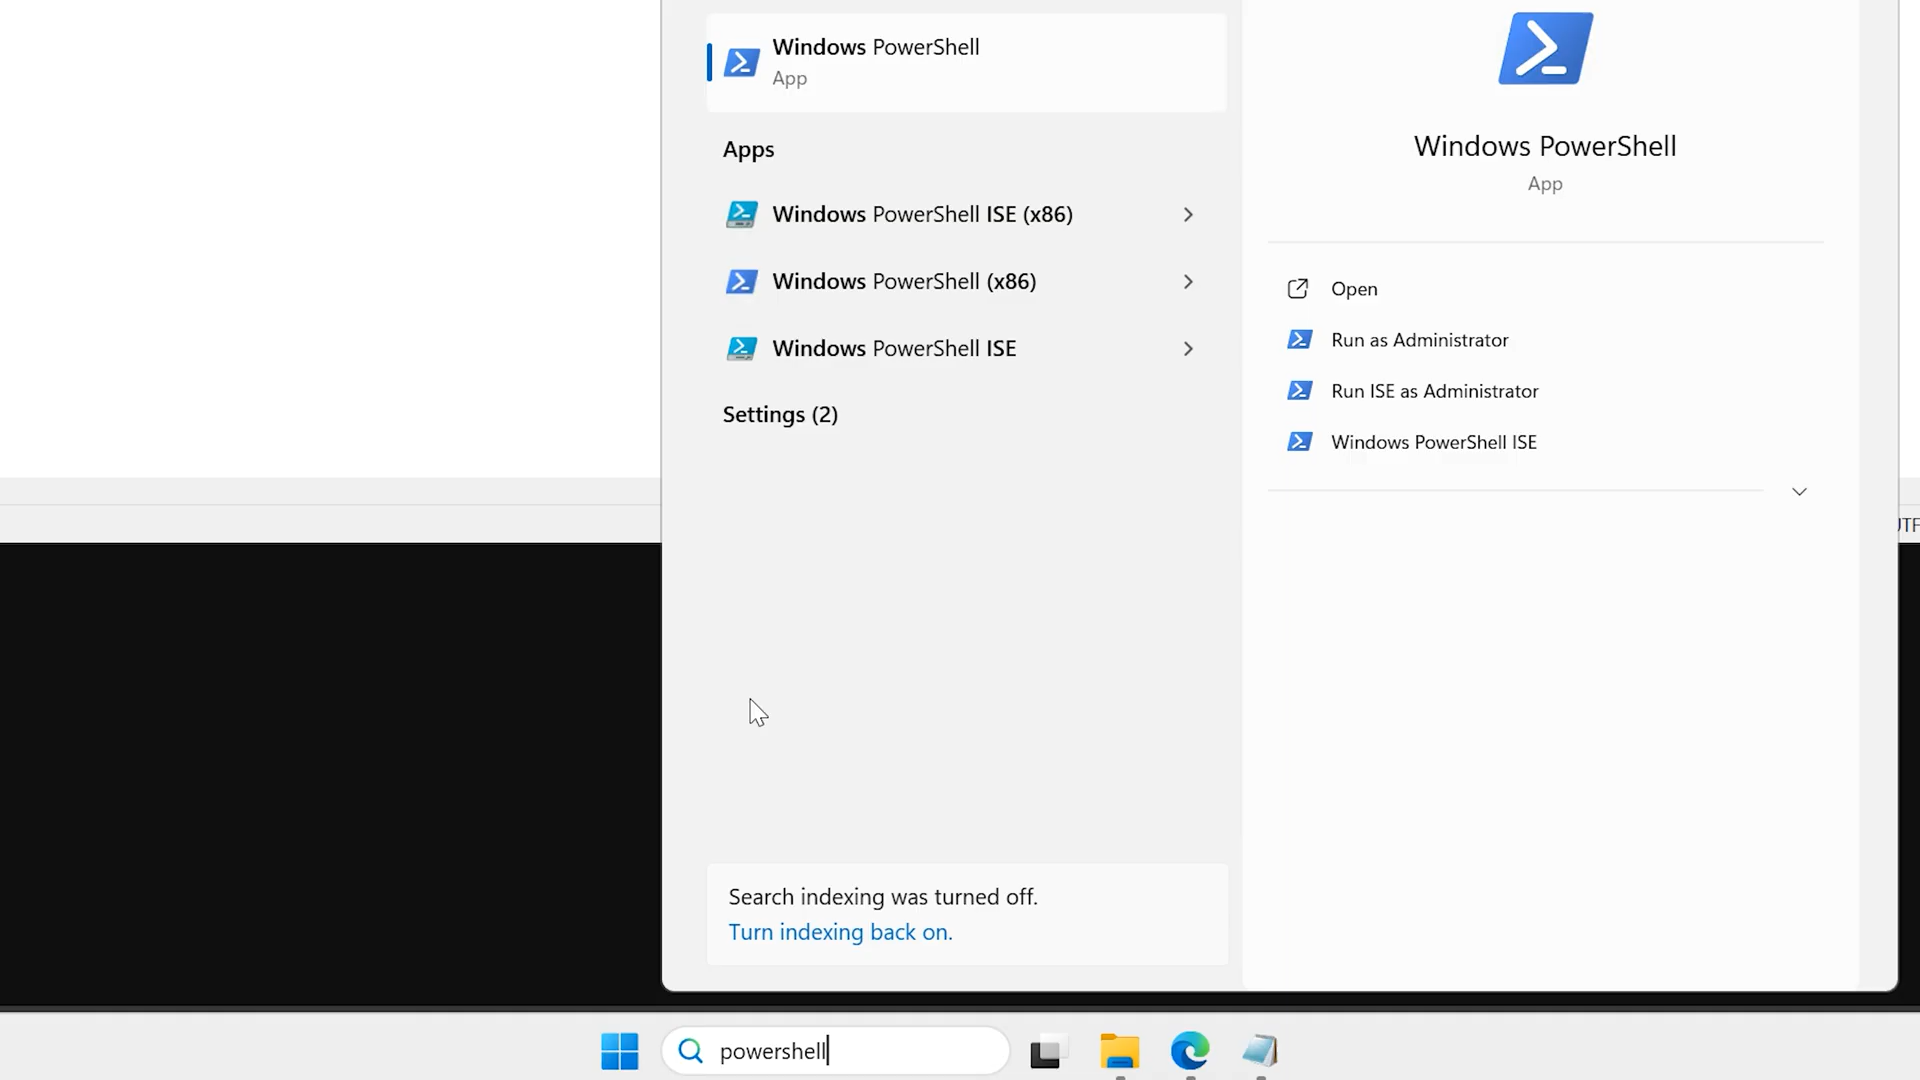 Windows PowerShell
App
Apps
Windows PowerShell ISE (x86)
Windows PowerShell (x86)
Windows PowerShell ISE
Settings (2)
Search indexing was turned off.
Turn indexing back on.
Windows PowerShell
App
Open
Run as Administrator
Run ISE as Administrator
Windows PowerShell ISE
powershell